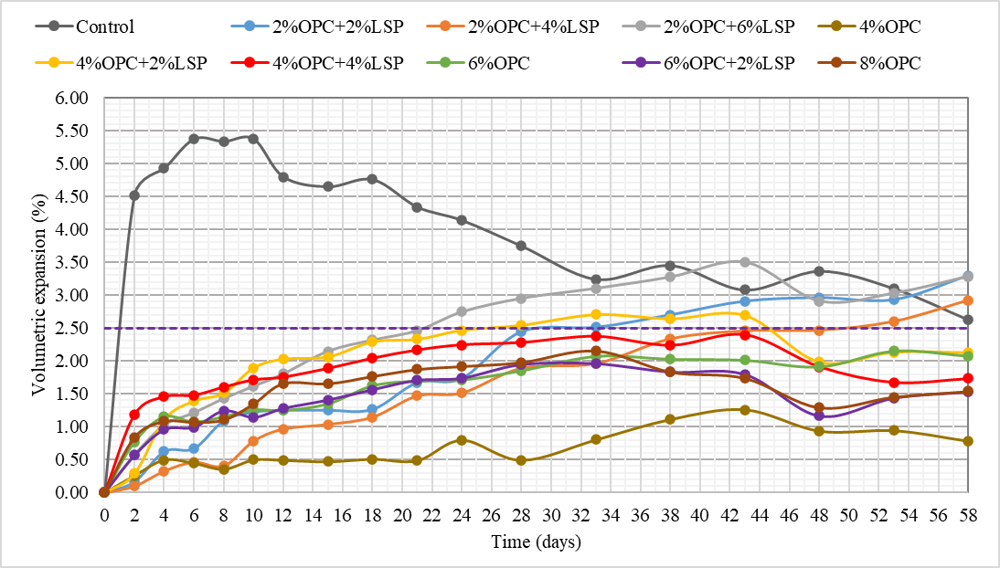 Control 2%OPC+2%LSP 2%OPC+4%LSP 2%OPC+6%LSP 4%OPC
4%OPC+2%LSP 4%OPC+4%LSP 6%OPC 6%OPC+2%LSP 8%OPC
Volumetric expansion (%)
6.00
5.50
5.00
4.50
4.00
3.50
3.00
2.50
2.00
1.50
1.00
0.50
0.00
0 2 4 6 8 10 12 14 16 18 20 22 24 26 28 30 32 34 36 38 40 42 44 46 48 50 52 54 56 58
Time (days)